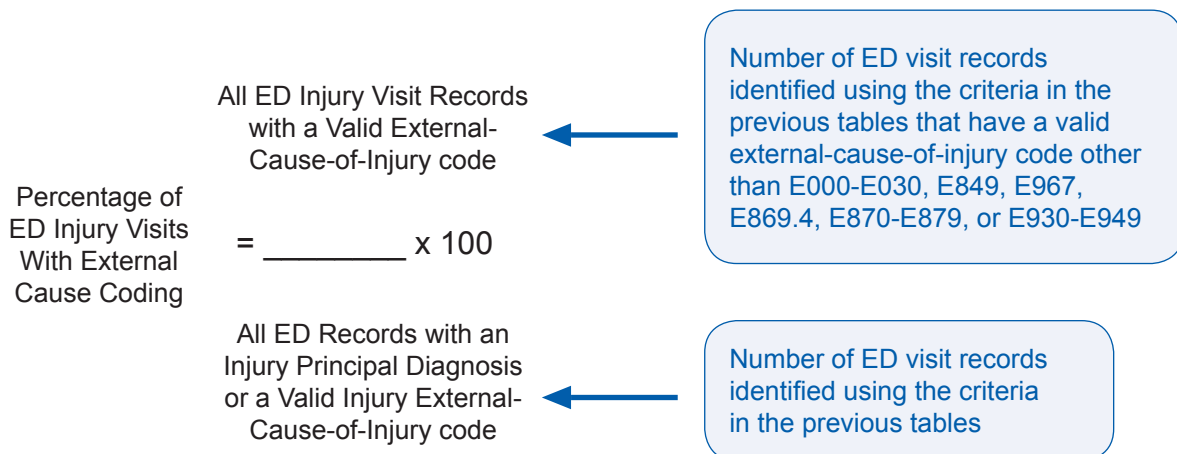 Percentage of
ED Injury Visits
With External
Cause Coding
All ED Injury Visit Records
with a Valid External-
Cause-of-Injury code
= ________ x 100
All ED Records with an
Injury Principal Diagnosis
or a Valid Injury External-
Cause-of-Injury code
Number of ED visit records
identified using the criteria in the
previous tables that have a valid
external-cause-of-injury code other
than E000-E030, E849, E967,
E869.4, E870-E879, or E930-E949
Number of ED visit records
identified using the criteria
in the previous tables